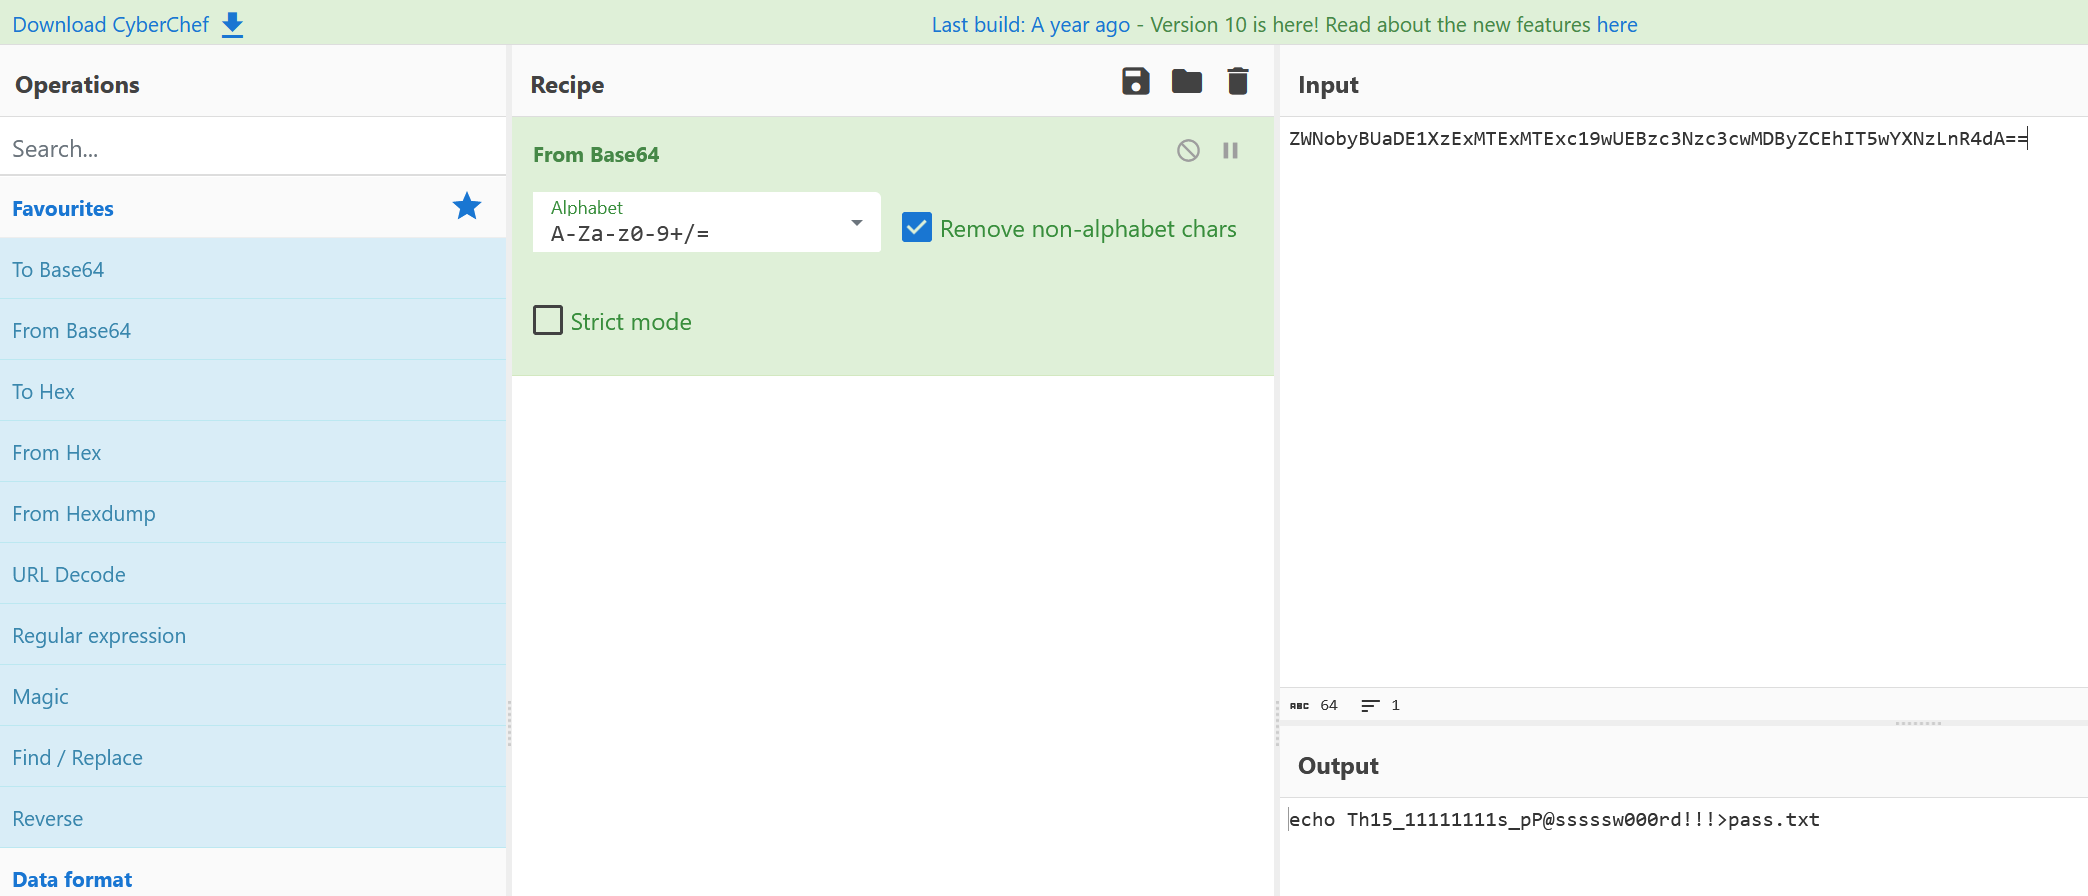 Download CyberChef
Last build: A year ago - Version 10 is here! Read about the new features here
Operations
Search...
Favourites
To Base64
From Base64
To Hex
From Hex
From Hexdump
URL Decode
Regular expression
Magic
Find / Replace
Reverse
Data format
Recipe
From Base64
Alphabet
A-Za-z0-9+/=
Remove non-alphabet chars
Strict mode
Input
ZWNobyBUaDE1XzExMTExMTExc19wUEBzc3Nzc3cwMDByZCEhIT5wYXNzLnR4dA==
ABC 64 1
Output
echo Th15_11111111s_pP@sssssw000rd!!!>pass.txt